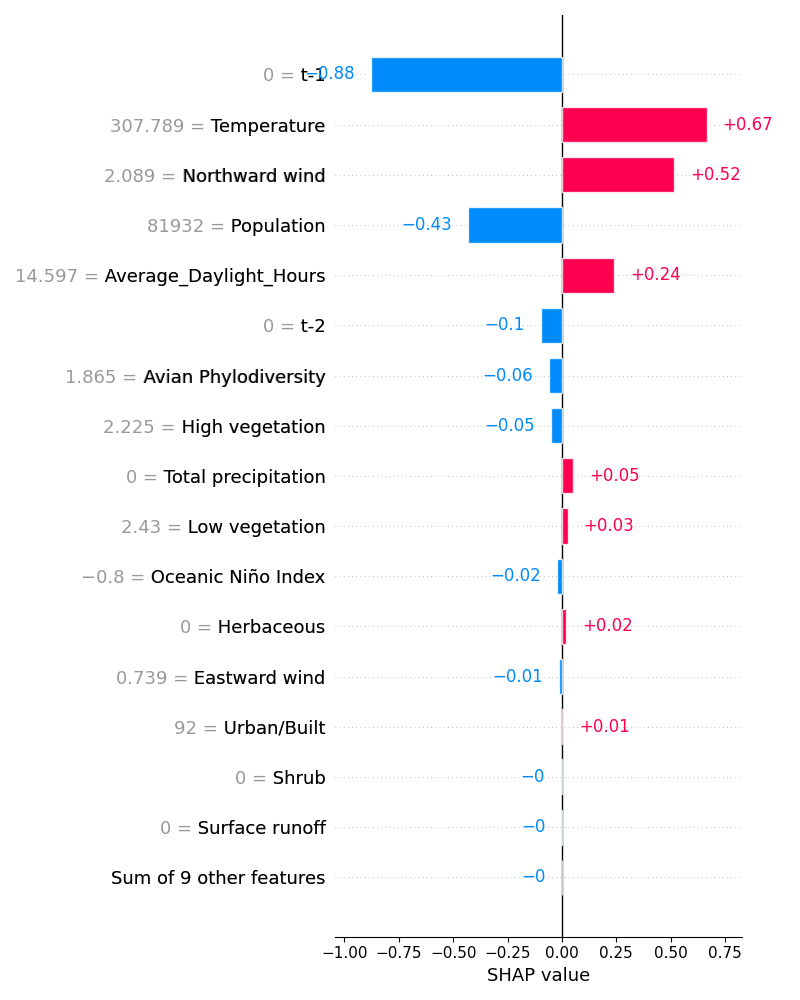 0 = t-1 −0.88
307.789 = Temperature +0.67
2.089 = Northward wind +0.52
81932 = Population −0.43
14.597 = Average_Daylight_Hours +0.24
0 = t-2 −0.1
1.865 = Avian Phylodiversity −0.06
2.225 = High vegetation −0.05
0 = Total precipitation +0.05
2.43 = Low vegetation +0.03
−0.8 = Oceanic Niño Index −0.02
0 = Herbaceous +0.02
0.739 = Eastward wind −0.01
92 = Urban/Built +0.01
0 = Shrub −0
0 = Surface runoff −0
Sum of 9 other features −0
−1.00 −0.75 −0.50 −0.25 0.00 0.25 0.50 0.75
SHAP value